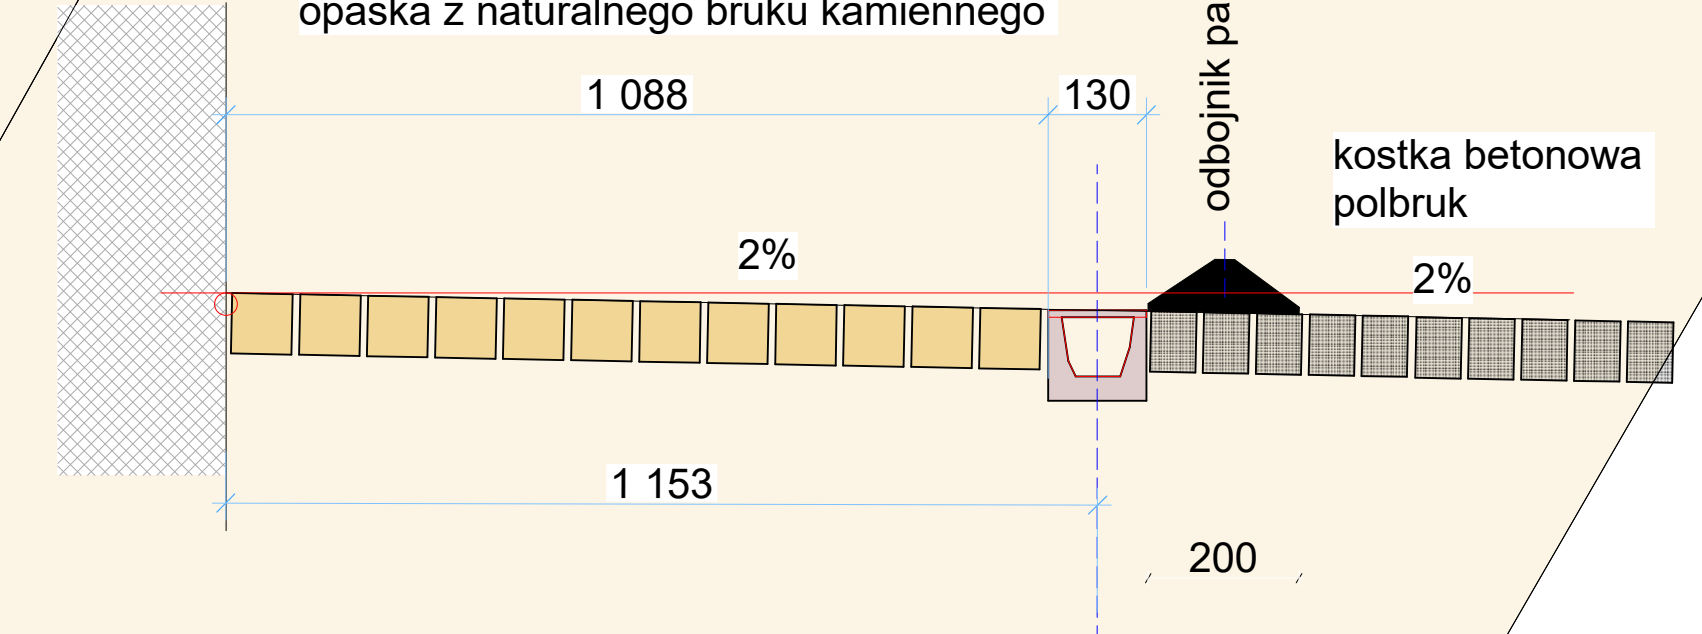 opaska z naturalnego bruku kamiennego
1 088
130
odbojnik pa
kostka betonowa
polbruk
2%
2%
1 153
200